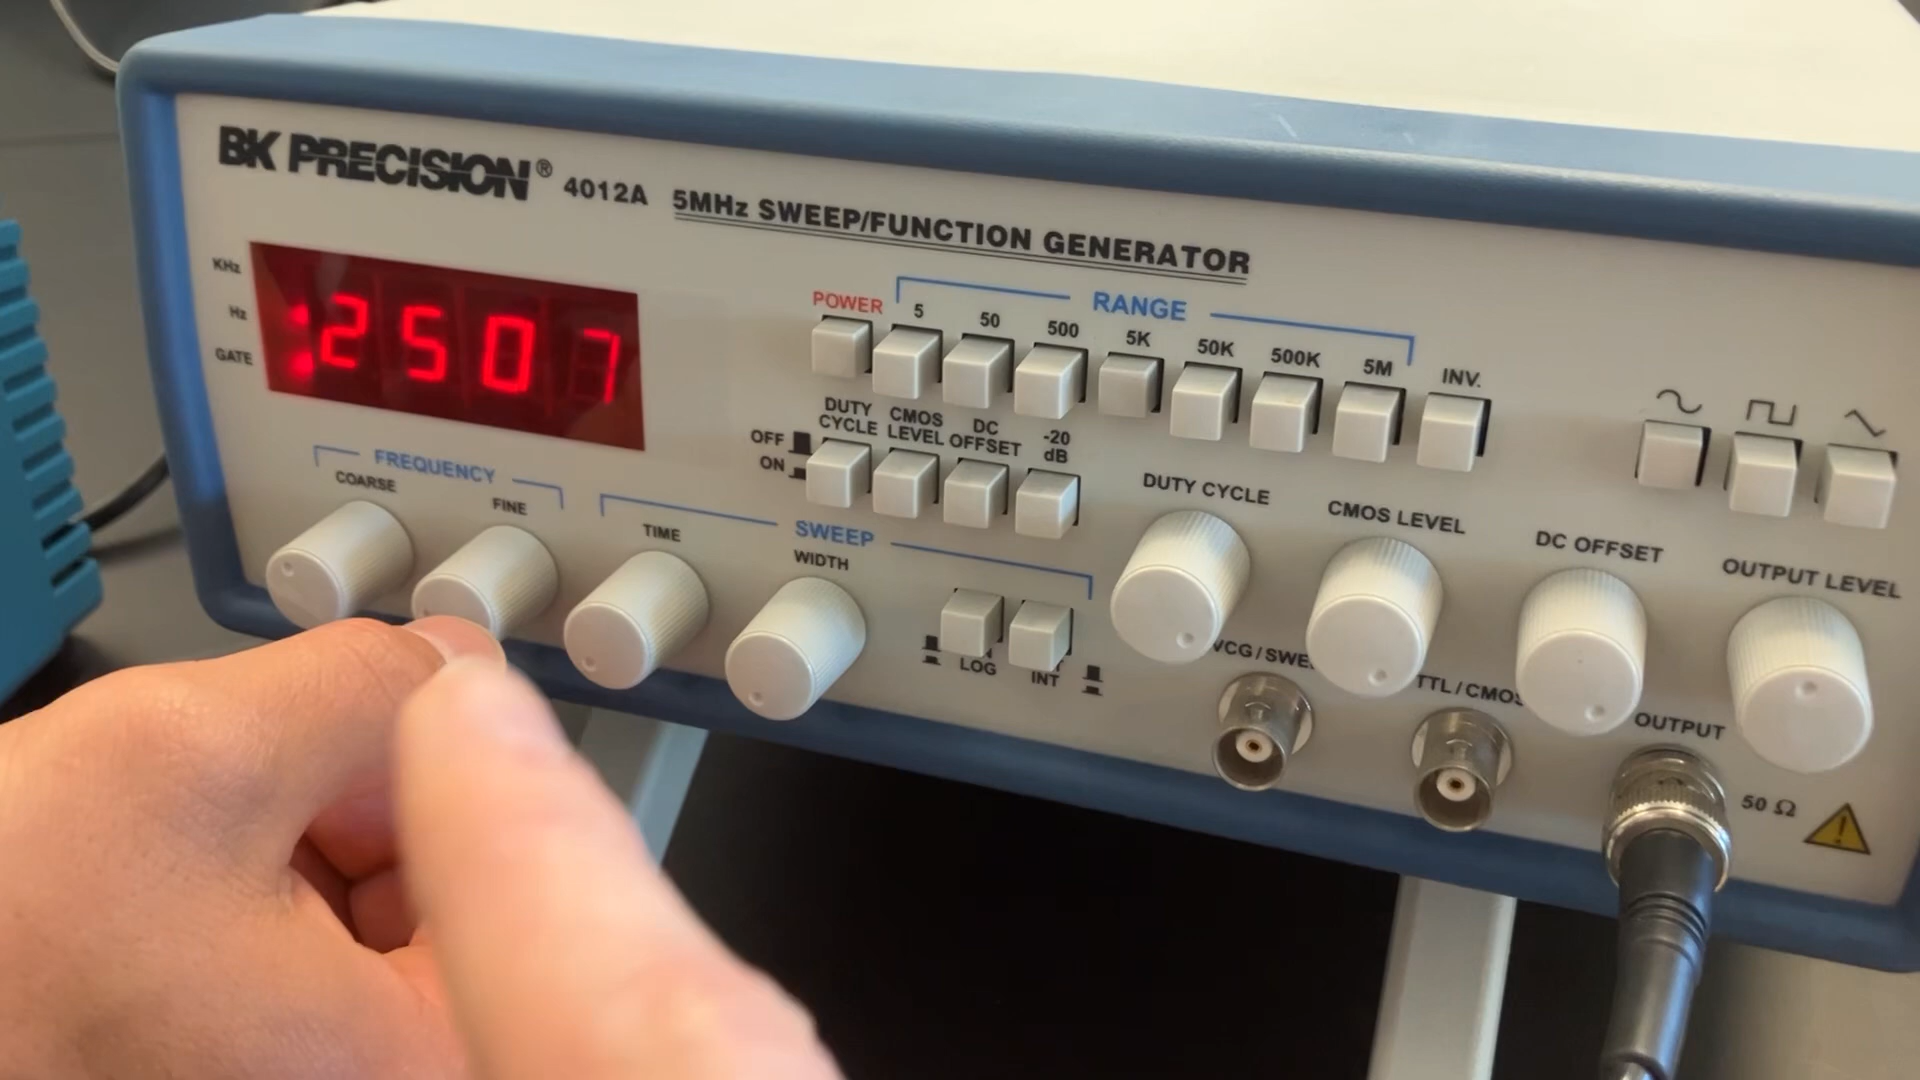 BK PRECISION® 4012A 5MHz SWEEP/FUNCTION GENERATOR
KHz
Hz
GATE
2507
POWER
RANGE
5 50 500 5K 50K 500K 5M INV.
OFF
ON
DUTY CYCLE
CMOS LEVEL
DC OFFSET
-20 dB
FREQUENCY
COARSE
FINE
SWEEP
TIME
WIDTH
LOG
INT
DUTY CYCLE
CMOS LEVEL
DC OFFSET
OUTPUT LEVEL
VCG/SWE
TTL/CMOS
OUTPUT
50 Ω